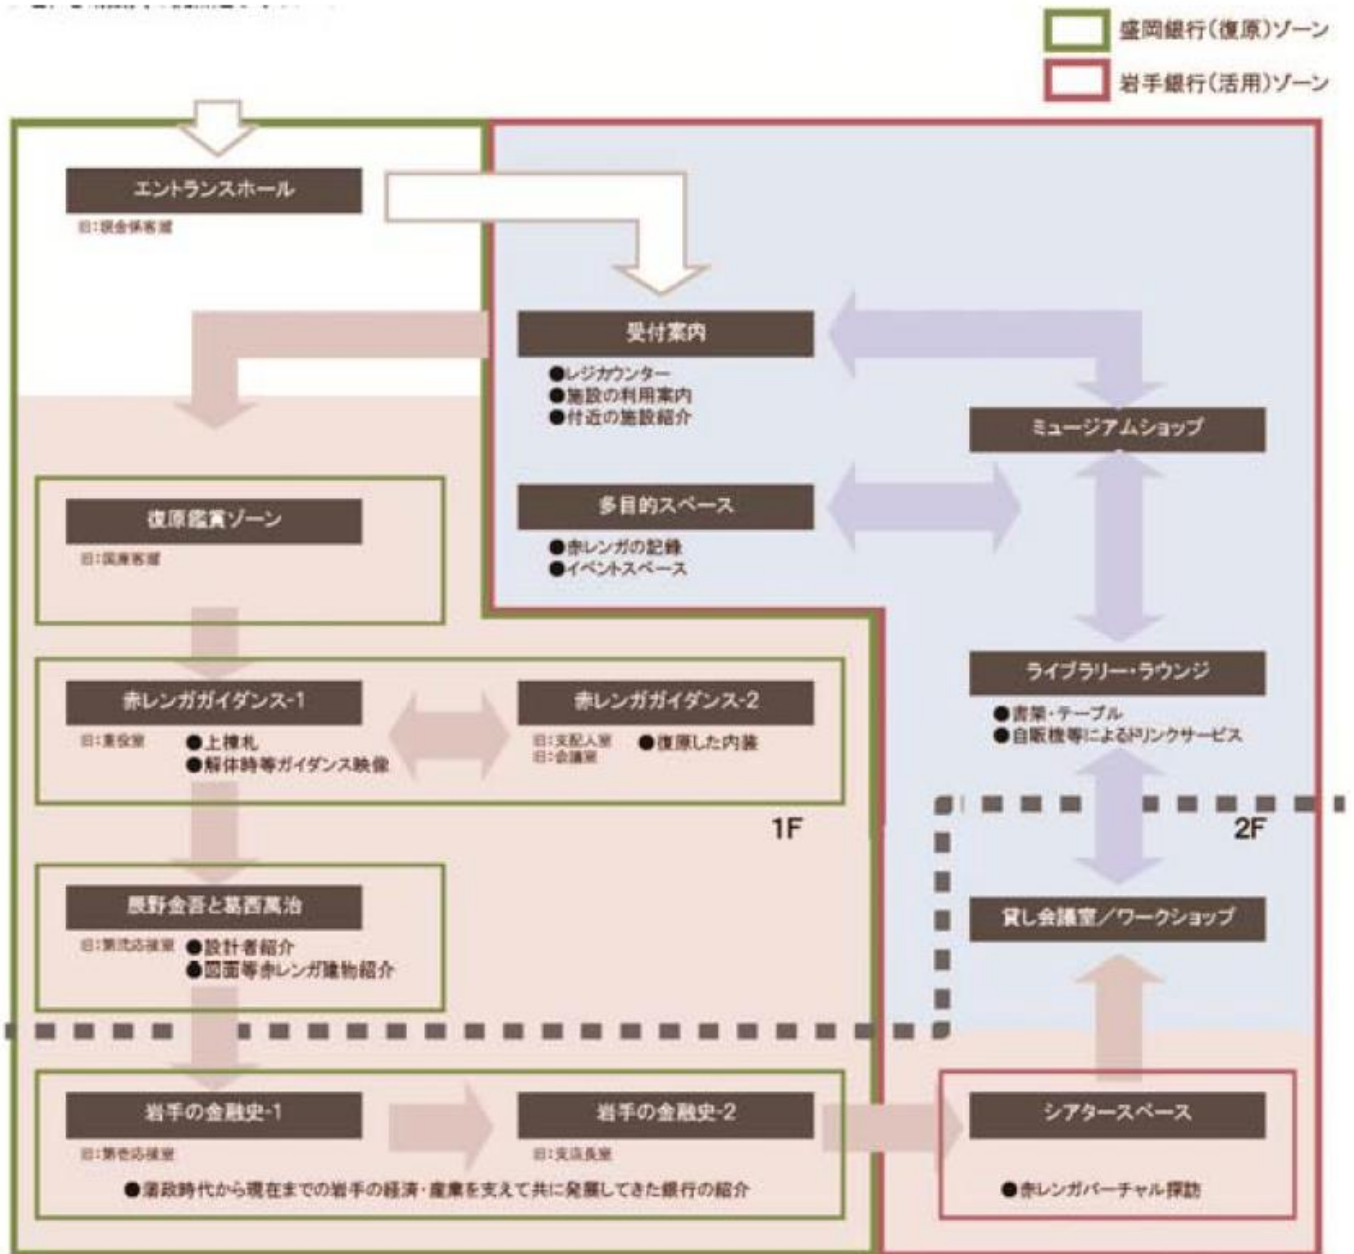 盛岡銀行(復原)ゾーン
岩手銀行(活用)ゾーン
エントランスホール
旧:現金係客溜
受付案内
●レジカウンター
●施設の利用案内
●付近の施設紹介
ミュージアムショップ
復原鑑賞ゾーン
旧:国庫客溜
多目的スペース
●赤レンガの記録
●イベントスペース
ライブラリー・ラウンジ
●書架・テーブル
●自販機等によるドリンクサービス
赤レンガガイダンス-1
旧:重役室
●上棟札
●解体時等ガイダンス映像
赤レンガガイダンス-2
旧:支配人室
旧:会議室
●復原した内装
1F
2F
辰野金吾と葛西萬治
旧:第弐応接室
●設計者紹介
●図面等赤レンガ建物紹介
貸し会議室/ワークショップ
岩手の金融史-1
旧:第壱応接室
岩手の金融史-2
旧:支店長室
●藩政時代から現在までの岩手の経済・産業を支えて共に発展してきた銀行の紹介
シアタースペース
●赤レンガバーチャル探訪